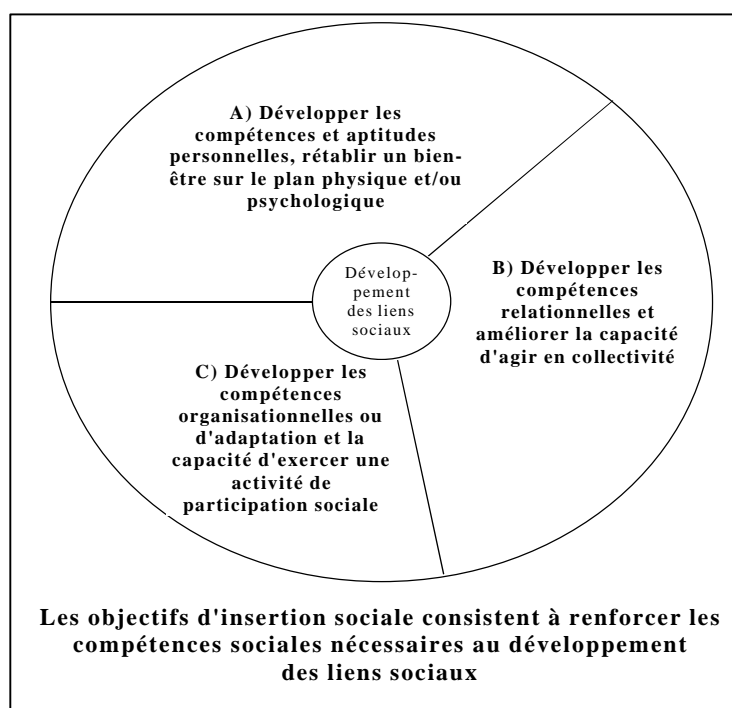 A) Développer les
compétences et aptitudes
personnelles, rétablir un bien-
être sur le plan physique et/ou
psychologique
Dévelop-
pement
des liens
sociaux
B) Développer les
compétences
relationnelles et
améliorer la capacité
d'agir en collectivité
C) Développer les
compétences
organisationnelles ou
d'adaptation et la
capacité d'exercer une
activité de
participation sociale
Les objectifs d'insertion sociale consistent à renforcer les
compétences sociales nécessaires au développement
des liens sociaux